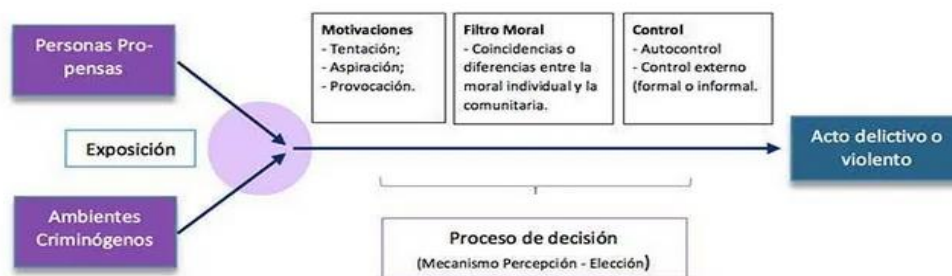 Personas Pro-
pensas
Exposición
Ambientes
Criminógenos
Motivaciones
- Tentación;
- Aspiración;
- Provocación.
Filtro Moral
- Coincidencias o
diferencias entre la
moral individual y la
comunitaria.
Control
- Autocontrol
- Control externo
(formal o informal.
Proceso de decisión
(Mecanismo Percepción - Elección)
Acto delictivo o
violento